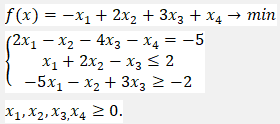 f(x) = −x₁ + 2x₂ + 3x₃ + x₄ → min
2x₁ − x₂ − 4x₃ − x₄ = −5
x₁ + 2x₂ − x₃ ≤ 2
−5x₁ − x₂ + 3x₃ ≥ −2
x₁, x₂, x₃, x₄ ≥ 0.